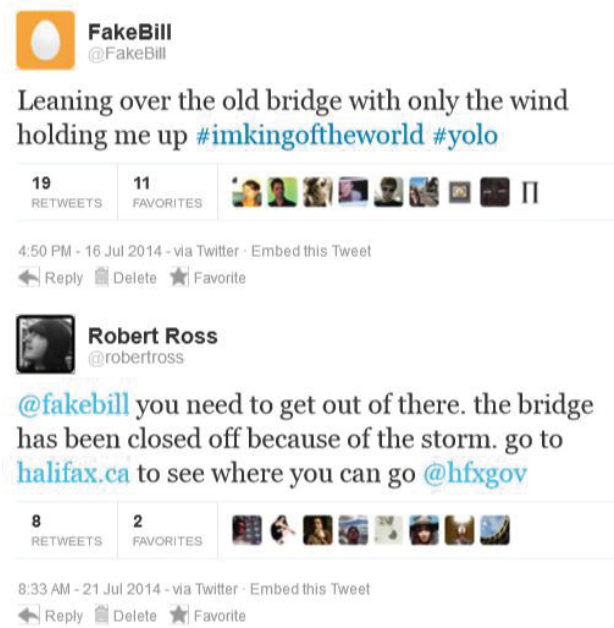 FakeBill
@FakeBill
Leaning over the old bridge with only the wind
holding me up #imkingoftheworld #yolo
19 11
RETWEETS FAVORITES
4:50 PM - 16 Jul 2014 - via Twitter · Embed this Tweet
Reply Delete Favorite
Robert Ross
@robertross
@fakebill you need to get out of there. the bridge
has been closed off because of the storm. go to
halifax.ca to see where you can go @hfxgov
8 2
RETWEETS FAVORITES
8:33 AM - 21 Jul 2014 - via Twitter · Embed this Tweet
Reply Delete Favorite